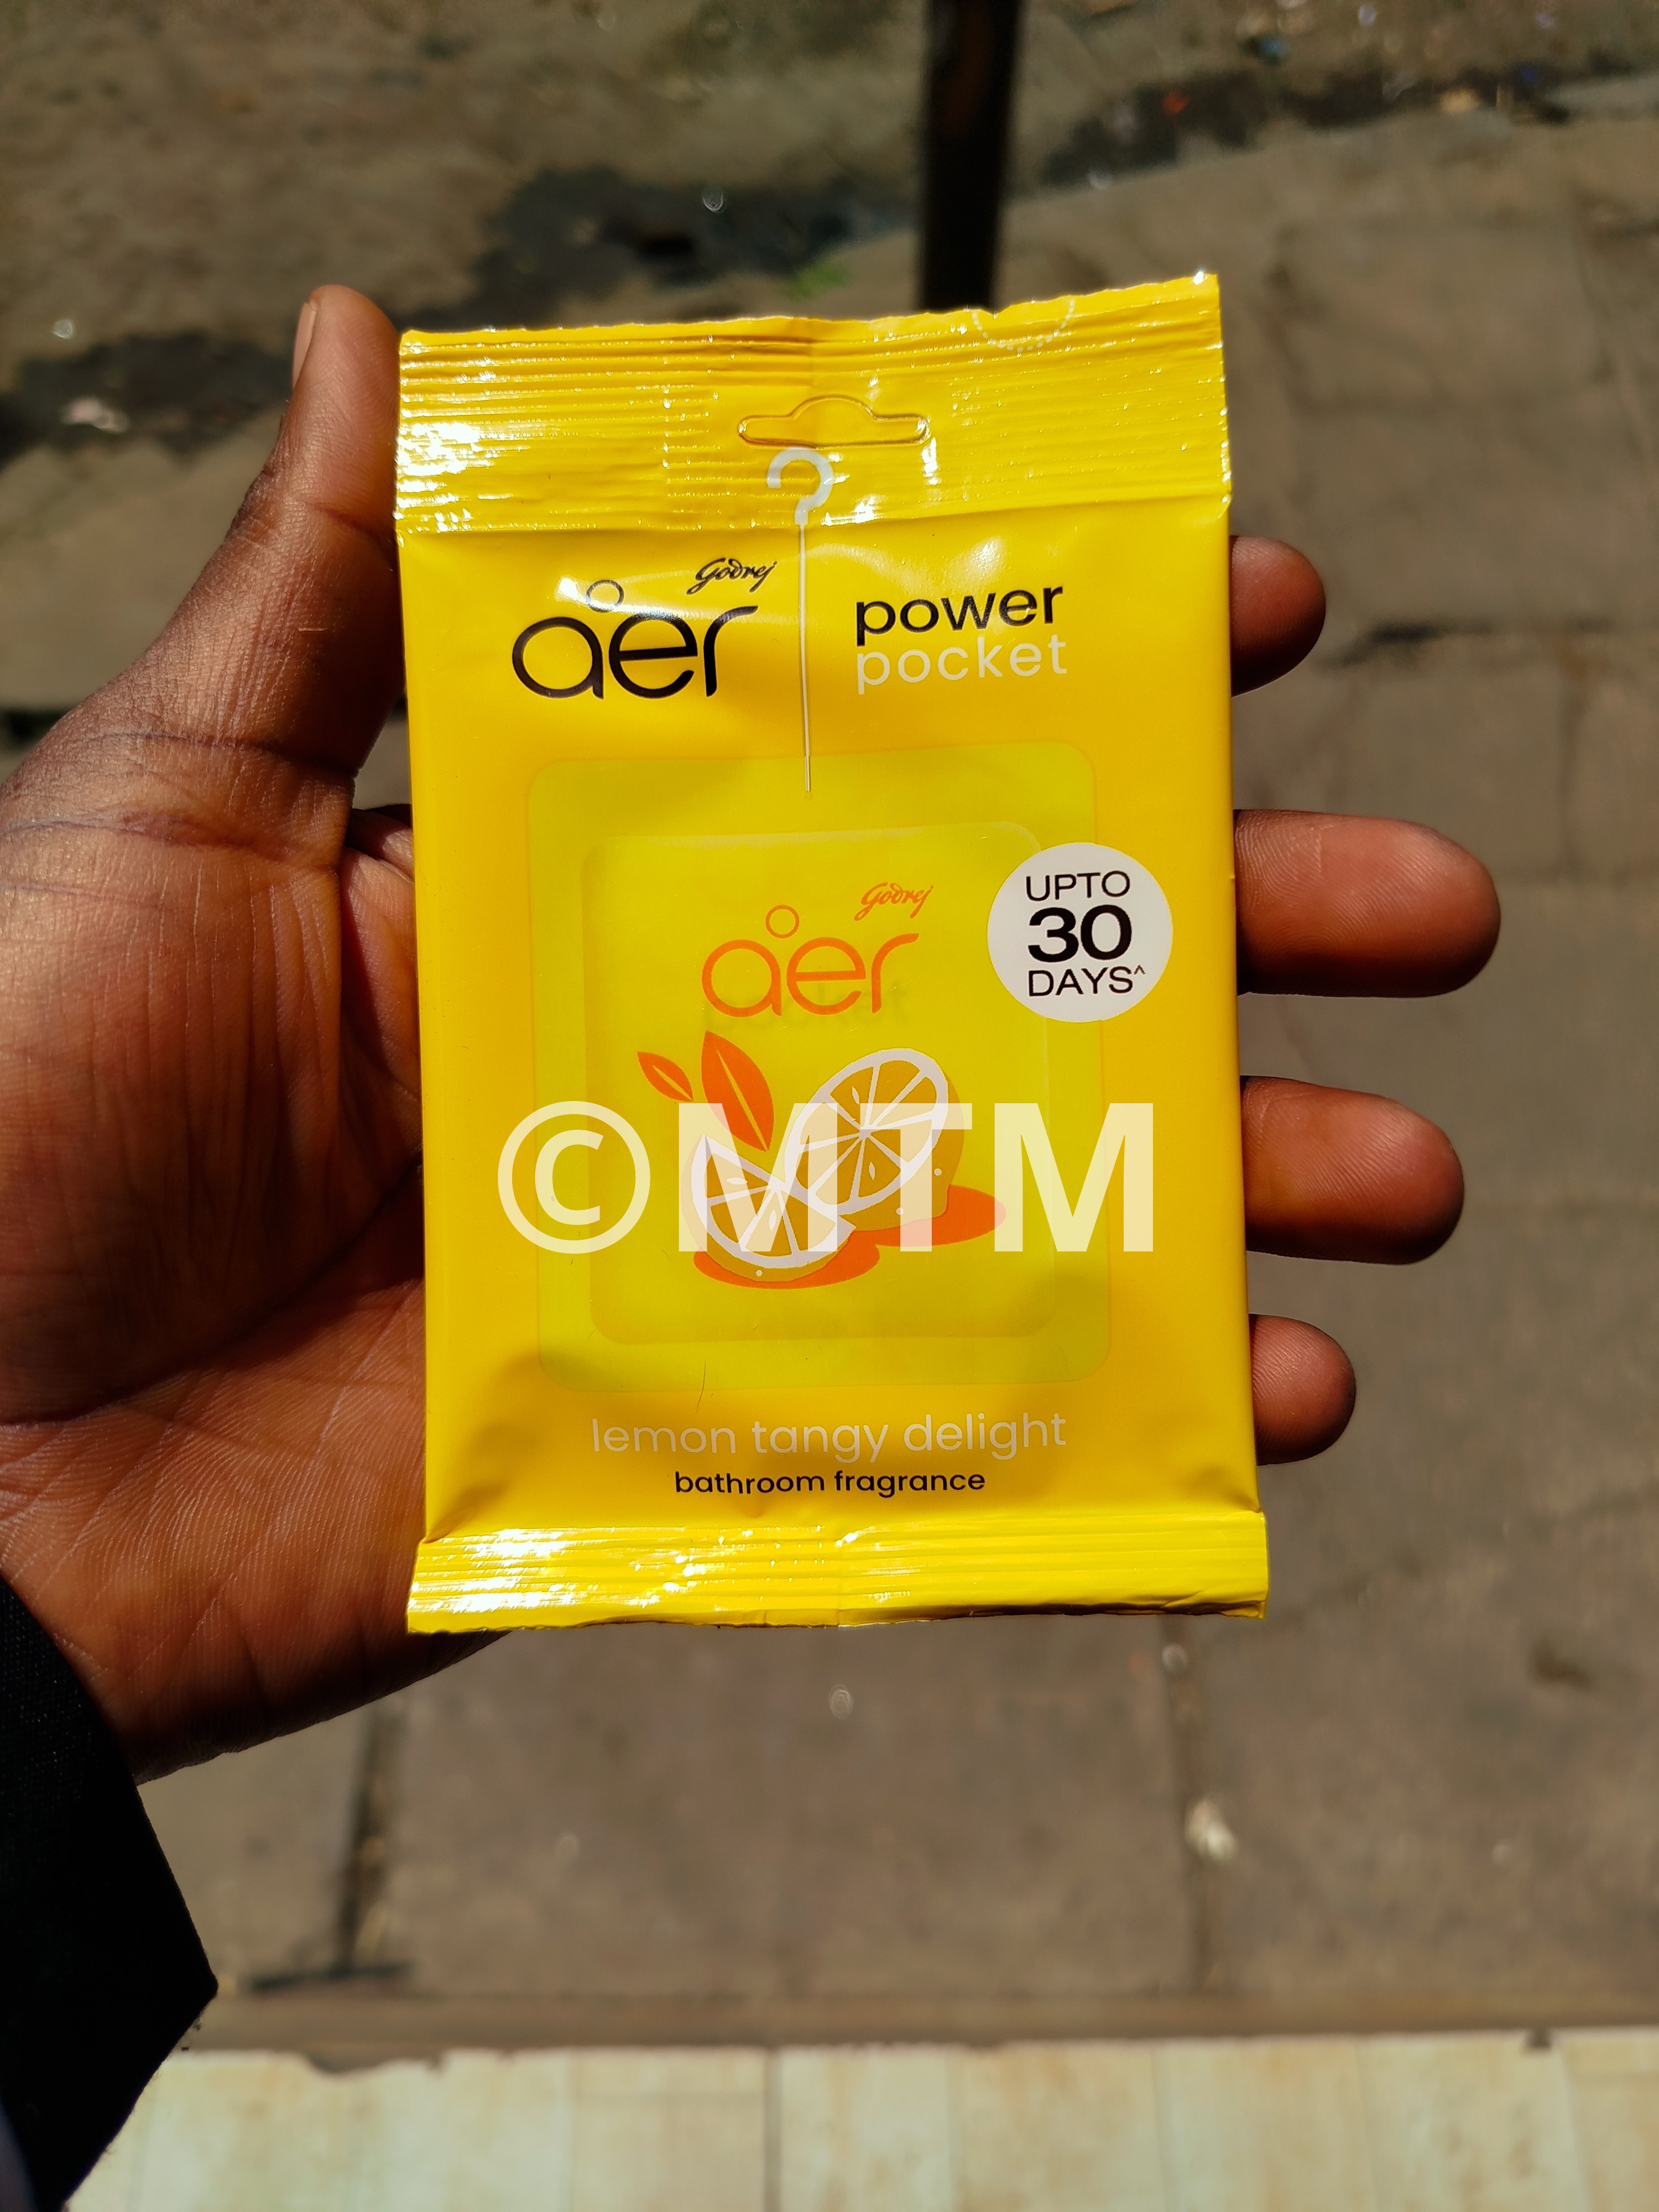 Godrej
aer
power
pocket
Godrej
aer
UPTO
30
DAYS^
©MTM
lemon tangy delight
bathroom fragrance